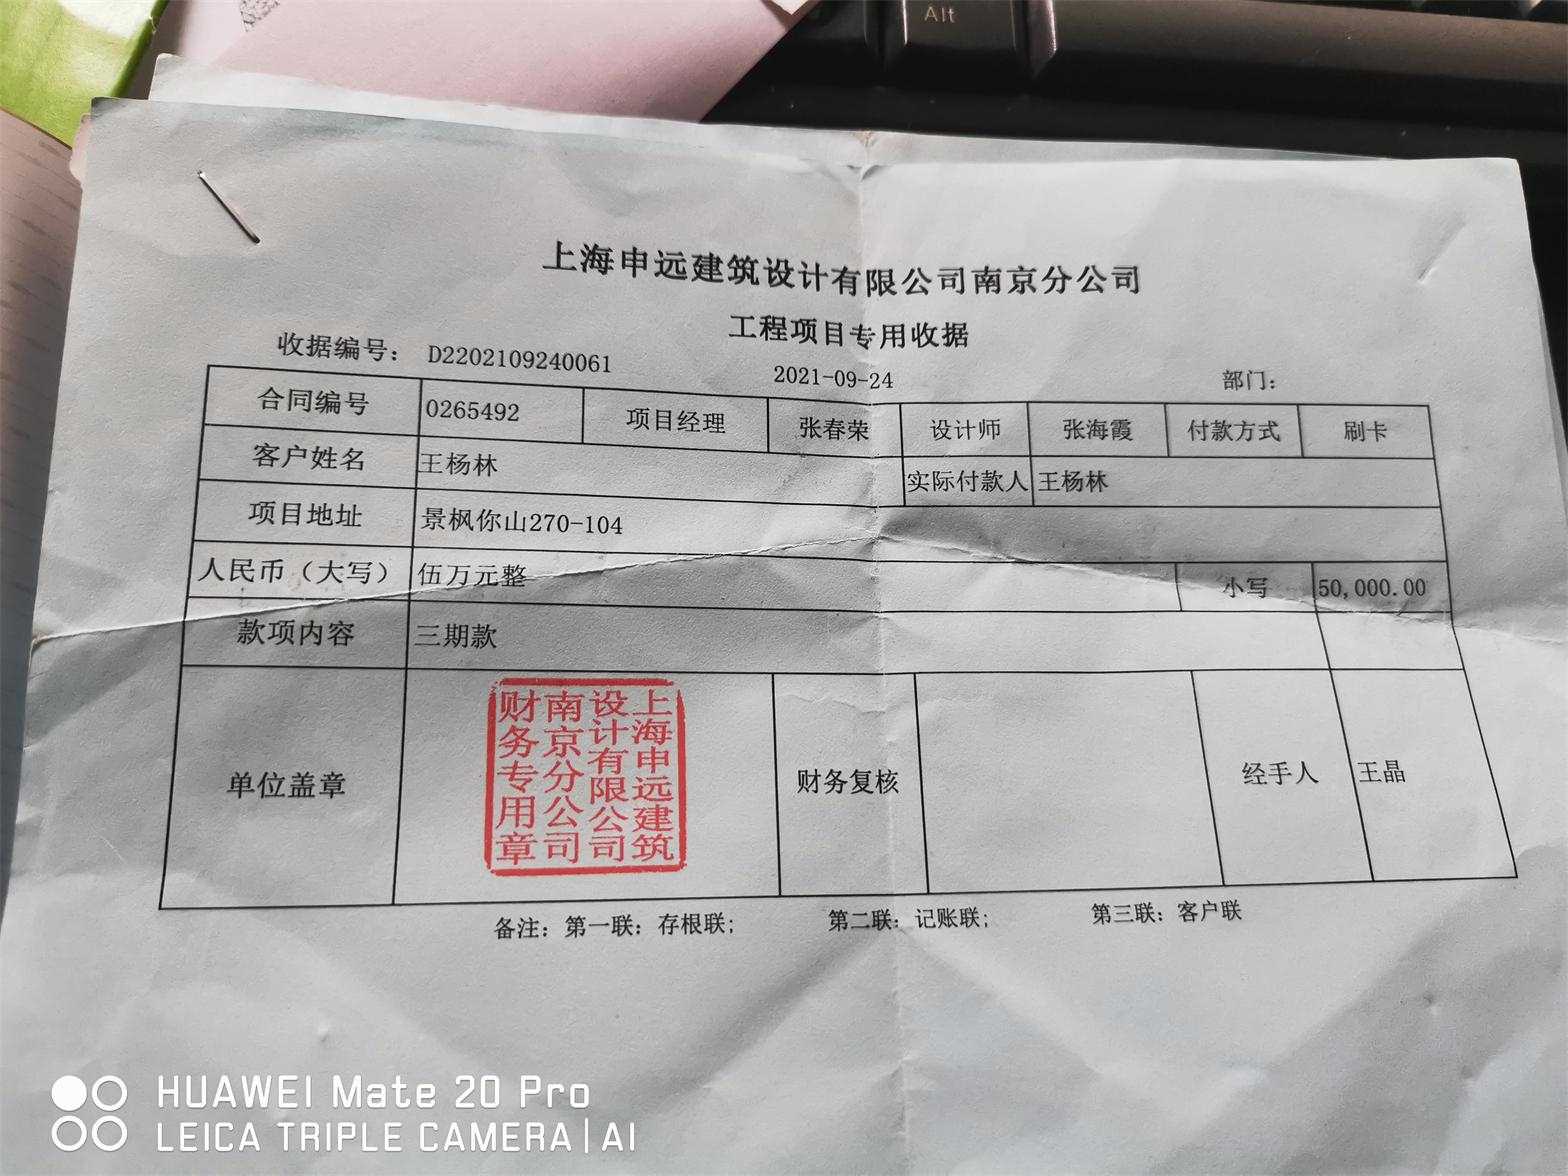 Alt
上海申远建筑设计有限公司南京分公司
工程项目专用收据
收据编号： D2202109240061 2021-09-24 部门：
合同编号 0265492 项目经理 张春荣 设计师 张海霞 付款方式 刷卡
客户姓名 王杨林 实际付款人 王杨林
项目地址 景枫你山270-104
人民币（大写） 伍万元整 小写 50,000.00
款项内容 三期款
单位盖章 财务复核 经手人 王晶
上海申远建筑
设计有限公司
南京分公司
财务专用章
备注：第一联：存根联； 第二联：记账联； 第三联：客户联
HUAWEI Mate 20 Pro
LEICA TRIPLE CAMERA|AI